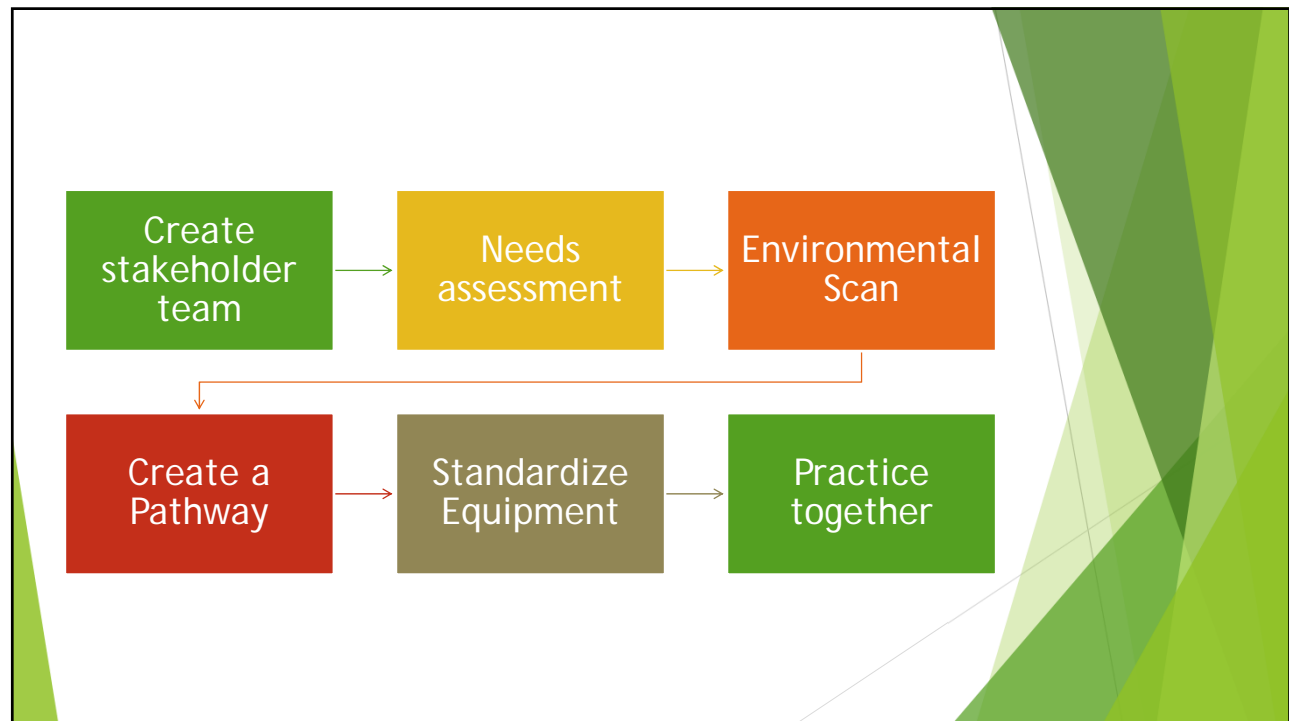 Create
stakeholder
team
Needs
assessment
Environmental
Scan
Create a
Pathway
Standardize
Equipment
Practice
together